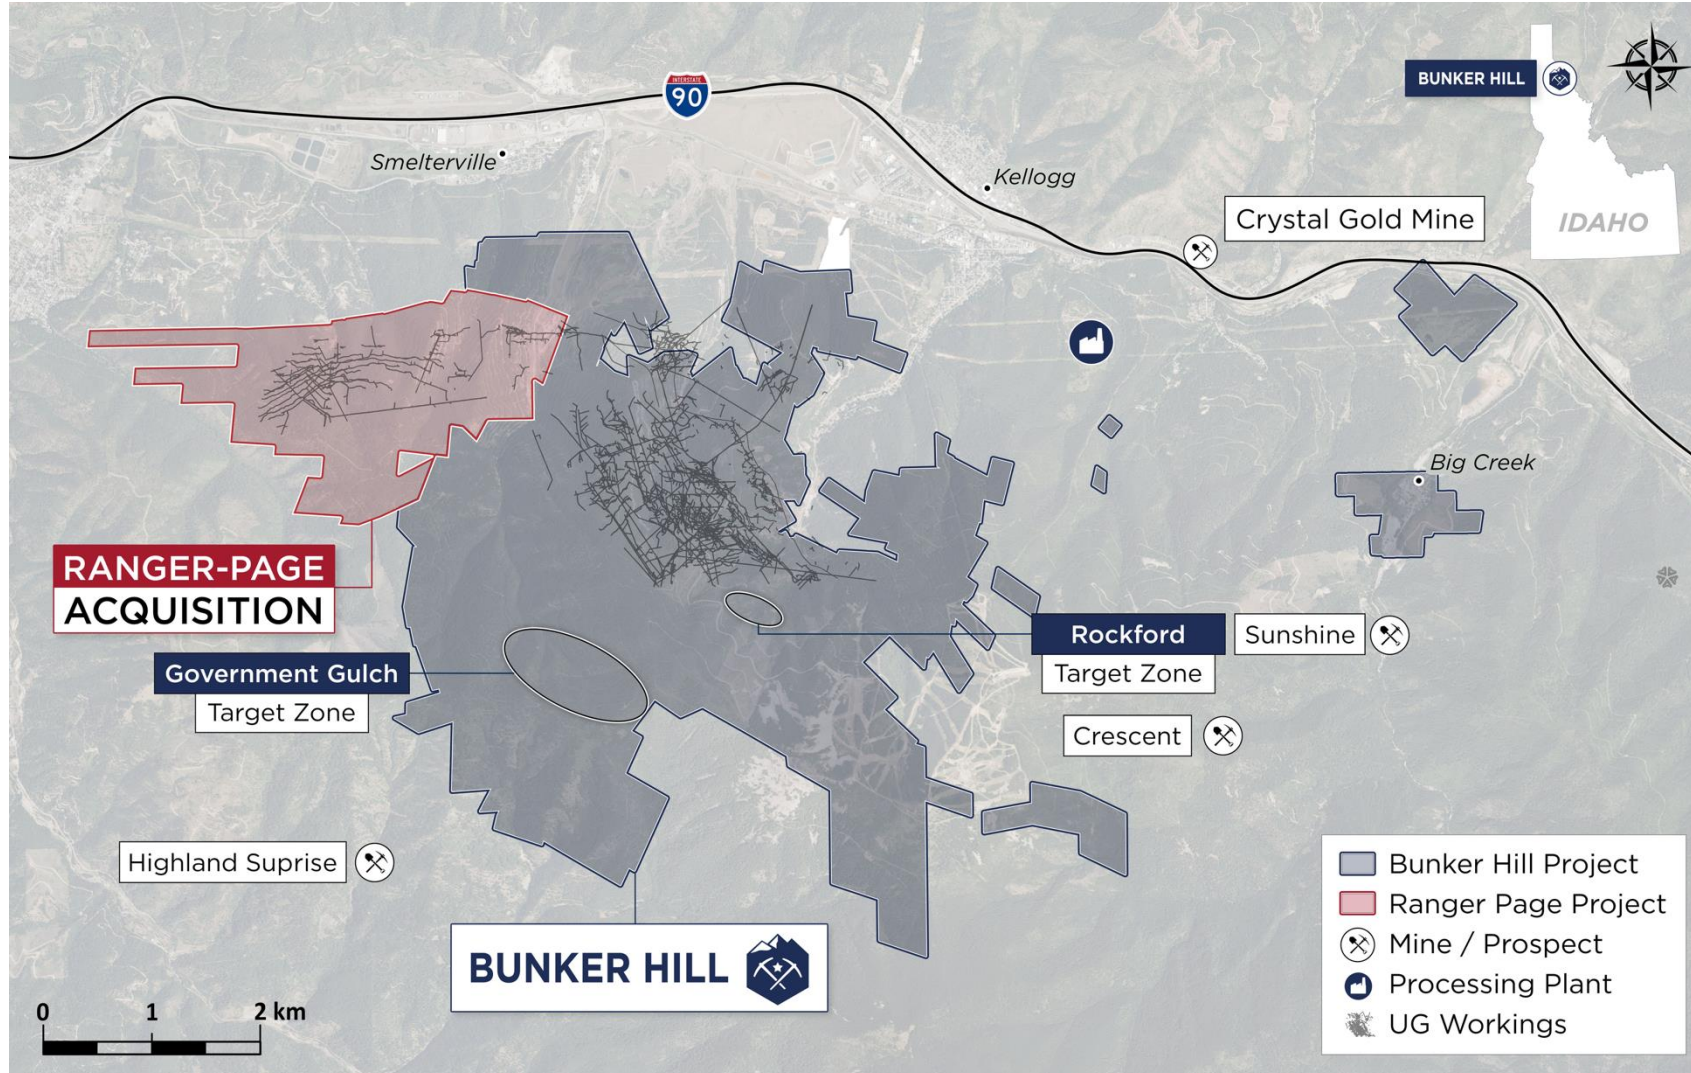 INTERSTATE
90
BUNKER HILL
Smelterville
Kellogg
Crystal Gold Mine
IDAHO
Big Creek
RANGER-PAGE
ACQUISITION
Rockford
Target Zone
Sunshine
Government Gulch
Target Zone
Crescent
Highland Suprise
BUNKER HILL
0 1 2 km
Bunker Hill Project
Ranger Page Project
Mine / Prospect
Processing Plant
UG Workings